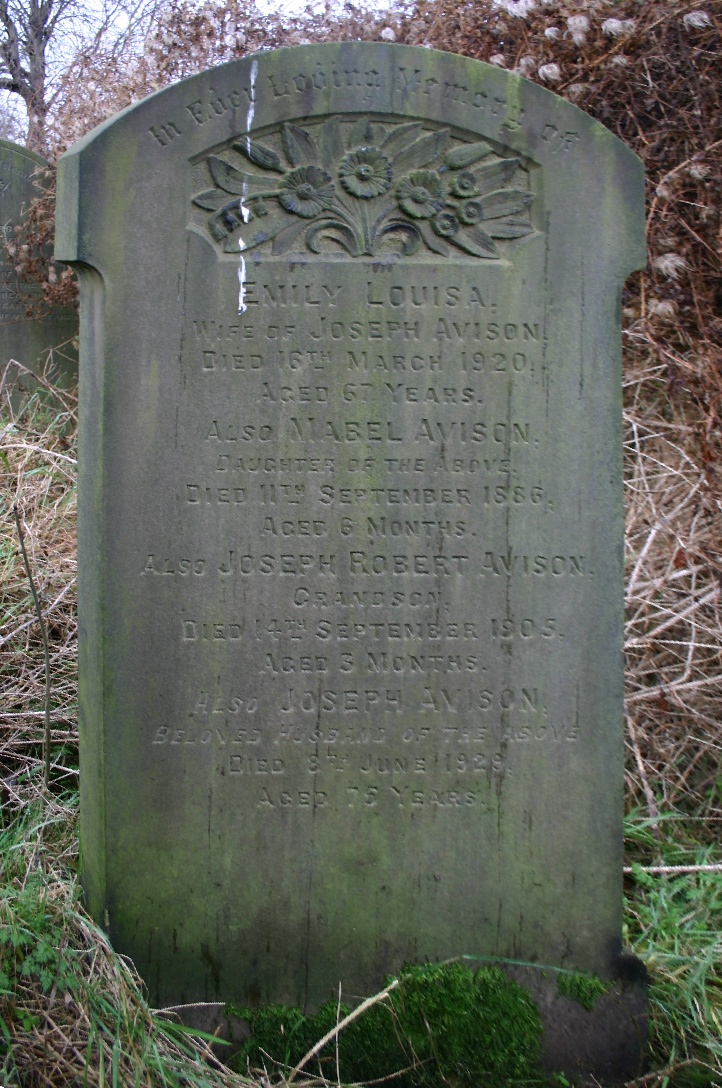 In Ever Loving Memory of
EMILY LOUISA,
WIFE OF JOSEPH AVISON,
DIED 16TH MARCH 1920,
AGED 67 YEARS.
ALSO MABEL AVISON,
DAUGHTER OF THE ABOVE,
DIED 11TH SEPTEMBER 1886,
AGED 6 MONTHS.
ALSO JOSEPH ROBERT AVISON,
GRANDSON,
DIED 14TH SEPTEMBER 1905,
AGED 3 MONTHS.
ALSO JOSEPH AVISON,
BELOVED HUSBAND OF THE ABOVE
DIED 8TH JUNE
AGED 75 YEARS.